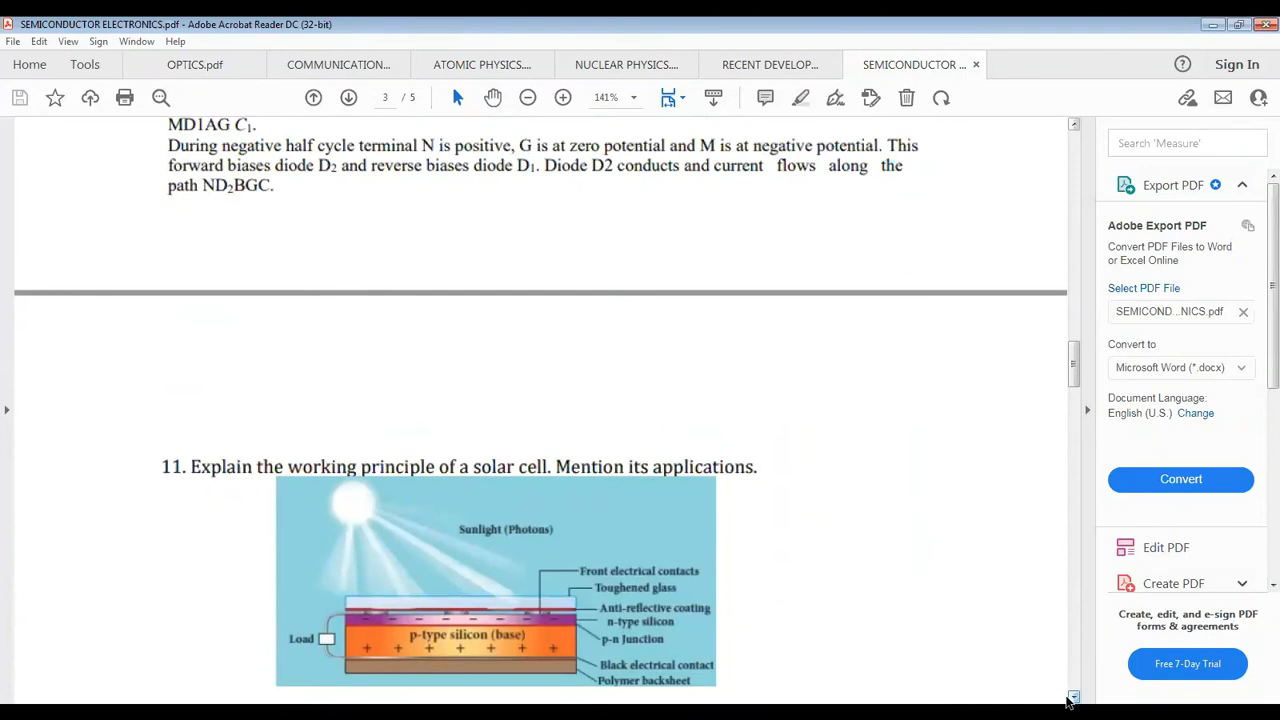 SEMICONDUCTOR ELECTRONICS.pdf - Adobe Acrobat Reader DC (32-bit)
File Edit View Sign Window Help
Home Tools OPTICS.pdf COMMUNICATION... ATOMIC PHYSICS.... NUCLEAR PHYSICS.... RECENT DEVELOP... SEMICONDUCTOR ... × Sign In
3 / 5 141%
MD1AG C₁.
During negative half cycle terminal N is positive, G is at zero potential and M is at negative potential. This
forward biases diode D₂ and reverse biases diode D₁. Diode D2 conducts and current flows along the
path ND₂BGC.
11. Explain the working principle of a solar cell. Mention its applications.
Sunlight (Photons)
Front electrical contacts
Toughened glass
Anti-reflective coating
n-type silicon
p-n Junction
Load
p-type silicon (base)
+ + + + + + +
Black electrical contact
Polymer backsheet
Search 'Measure'
Export PDF
Adobe Export PDF
Convert PDF Files to Word
or Excel Online
Select PDF File
SEMICOND...NICS.pdf
Convert to
Microsoft Word (*.docx)
Document Language:
English (U.S.) Change
Convert
Edit PDF
Create PDF
Create, edit, and e-sign PDF
forms & agreements
Free 7-Day Trial